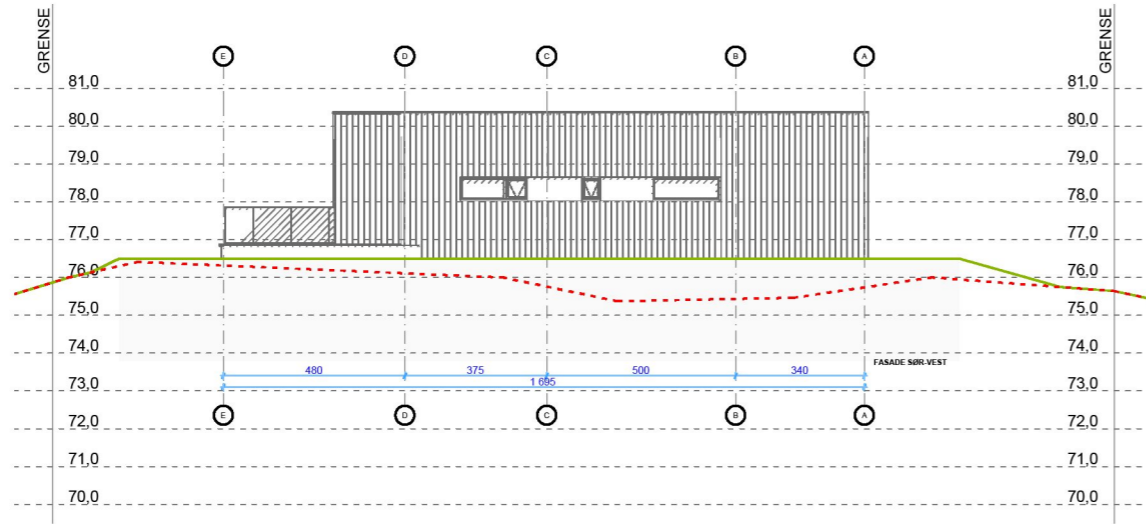 GRENSE
GRENSE
E D C B A
81,0 81,0
80,0 80,0
79,0 79,0
78,0 78,0
77,0 77,0
76,0 76,0
75,0 75,0
74,0 74,0
FASADE SØR-VEST
480 375 500 340
1 695
73,0 73,0
E D C B A
72,0 72,0
71,0 71,0
70,0 70,0